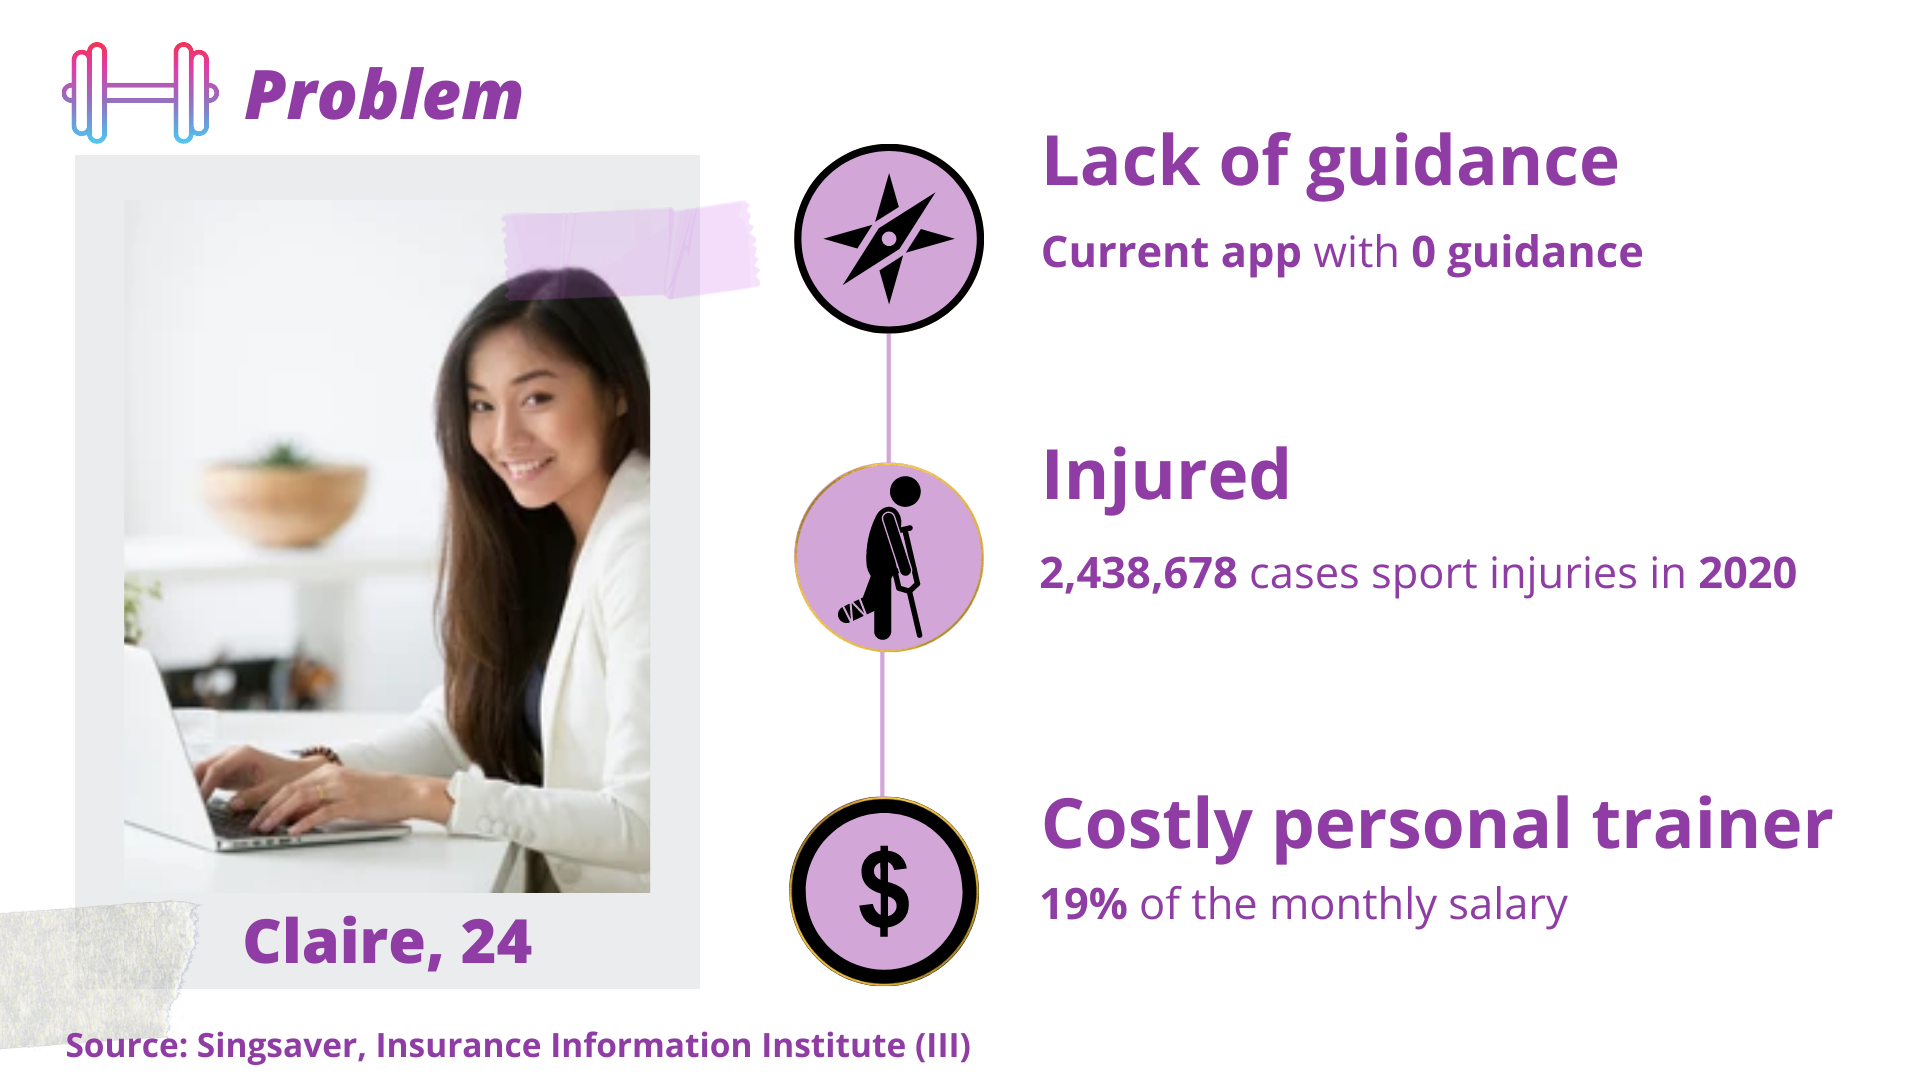 Problem
Lack of guidance
Current app with 0 guidance
Injured
2,438,678 cases sport injuries in 2020
Costly personal trainer
$
19% of the monthly salary
Claire, 24
Source: Singsaver, Insurance Information Institute (III)